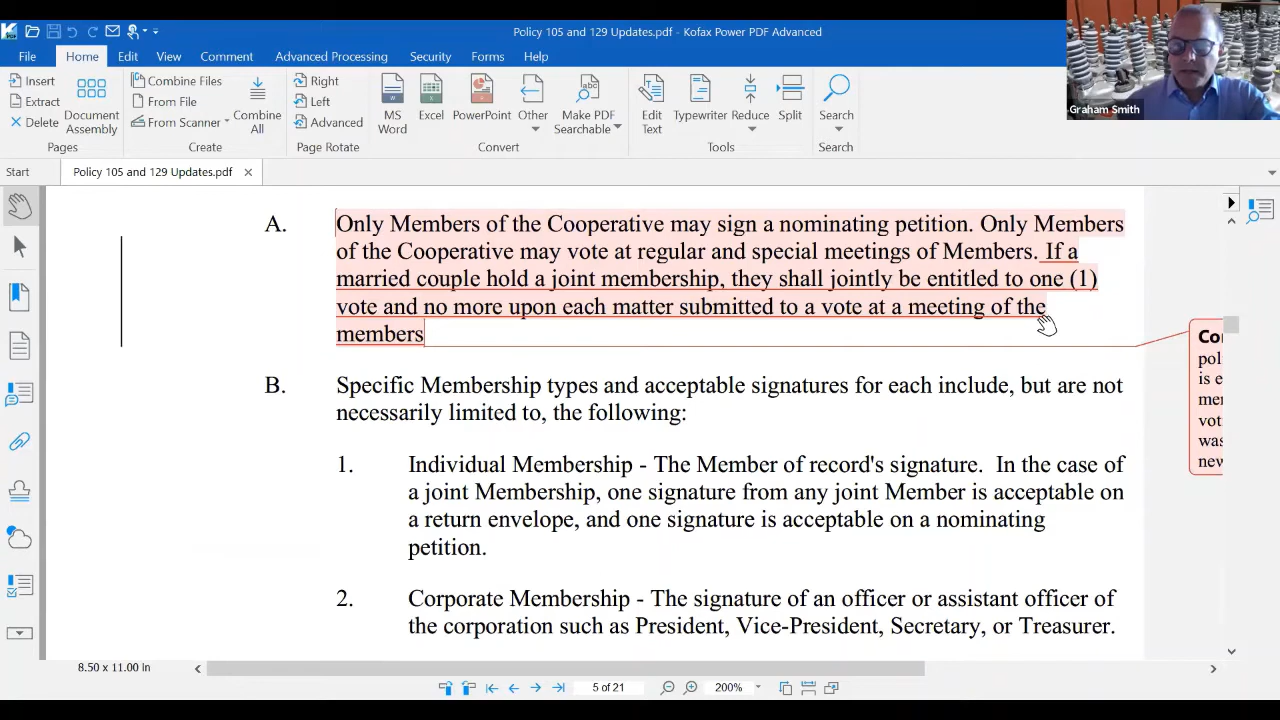 Policy 105 and 129 Updates.pdf - Kofax Power PDF Advanced
File Home Edit View Comment Advanced Processing Security Forms Help
Insert
Extract
Delete
Document
Assembly
Pages
Combine Files
From File
From Scanner
Combine
All
Create
Right
Left
Advanced
Page Rotate
Man
Word
Excel
PowerPoint
Other
Make PDF
Searchable
Convert
Edit
Text
Typewriter
Reduce
Split
Tools
Search
Search
Graham Smith
Start
Policy 105 and 129 Updates.pdf
A. Only Members of the Cooperative may sign a nominating petition. Only Members
of the Cooperative may vote at regular and special meetings of Members. If a
married couple hold a joint membership, they shall jointly be entitled to one (1)
vote and no more upon each matter submitted to a vote at a meeting of the
members
B. Specific Membership types and acceptable signatures for each include, but are not
necessarily limited to, the following:
1. Individual Membership - The Member of record's signature. In the case of
a joint Membership, one signature from any joint Member is acceptable on
a return envelope, and one signature is acceptable on a nominating
petition.
2. Corporate Membership - The signature of an officer or assistant officer of
the corporation such as President, Vice-President, Secretary, or Treasurer.
Co
pol
is e
me
vot
was
new
8.50 x 11.00 in
5 of 21
200%